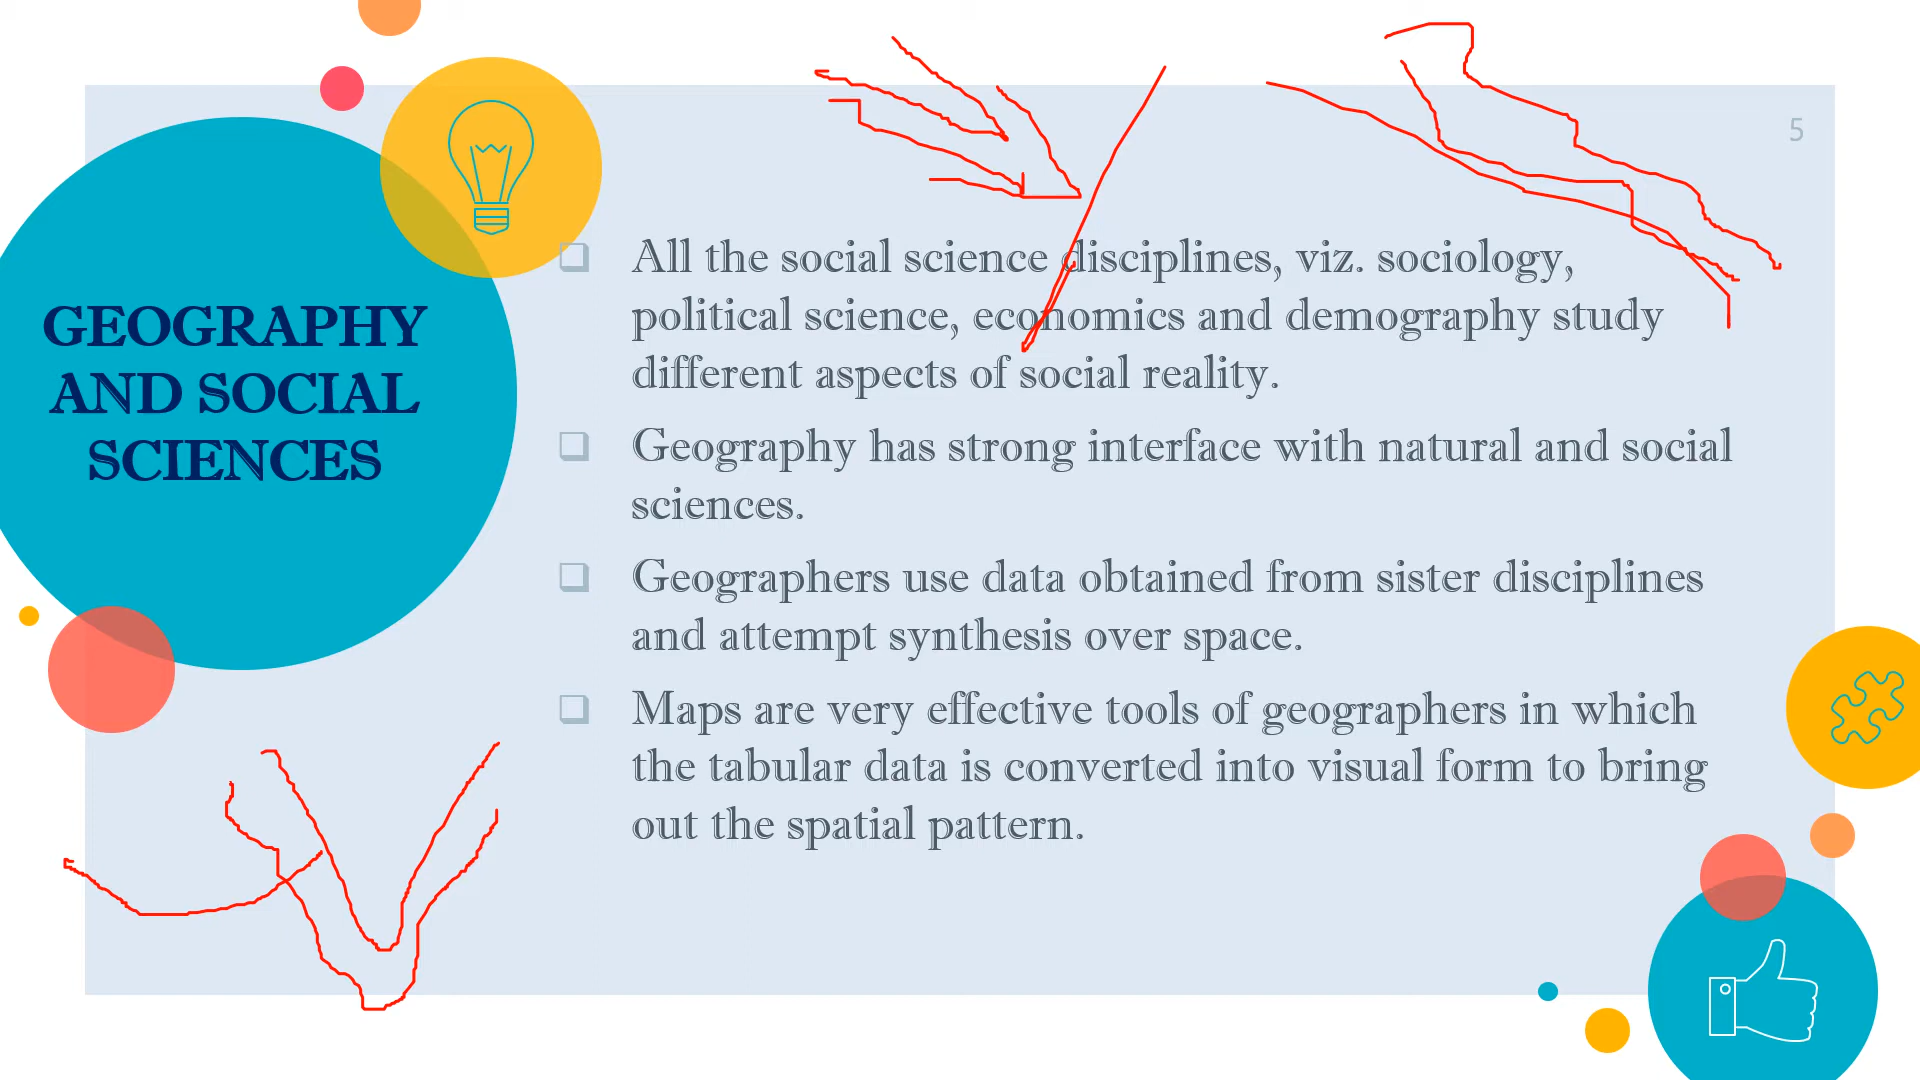 5
GEOGRAPHY
AND SOCIAL
SCIENCES
All the social science disciplines, viz. sociology,
political science, economics and demography study
different aspects of social reality.
Geography has strong interface with natural and social
sciences.
Geographers use data obtained from sister disciplines
and attempt synthesis over space.
Maps are very effective tools of geographers in which
the tabular data is converted into visual form to bring
out the spatial pattern.